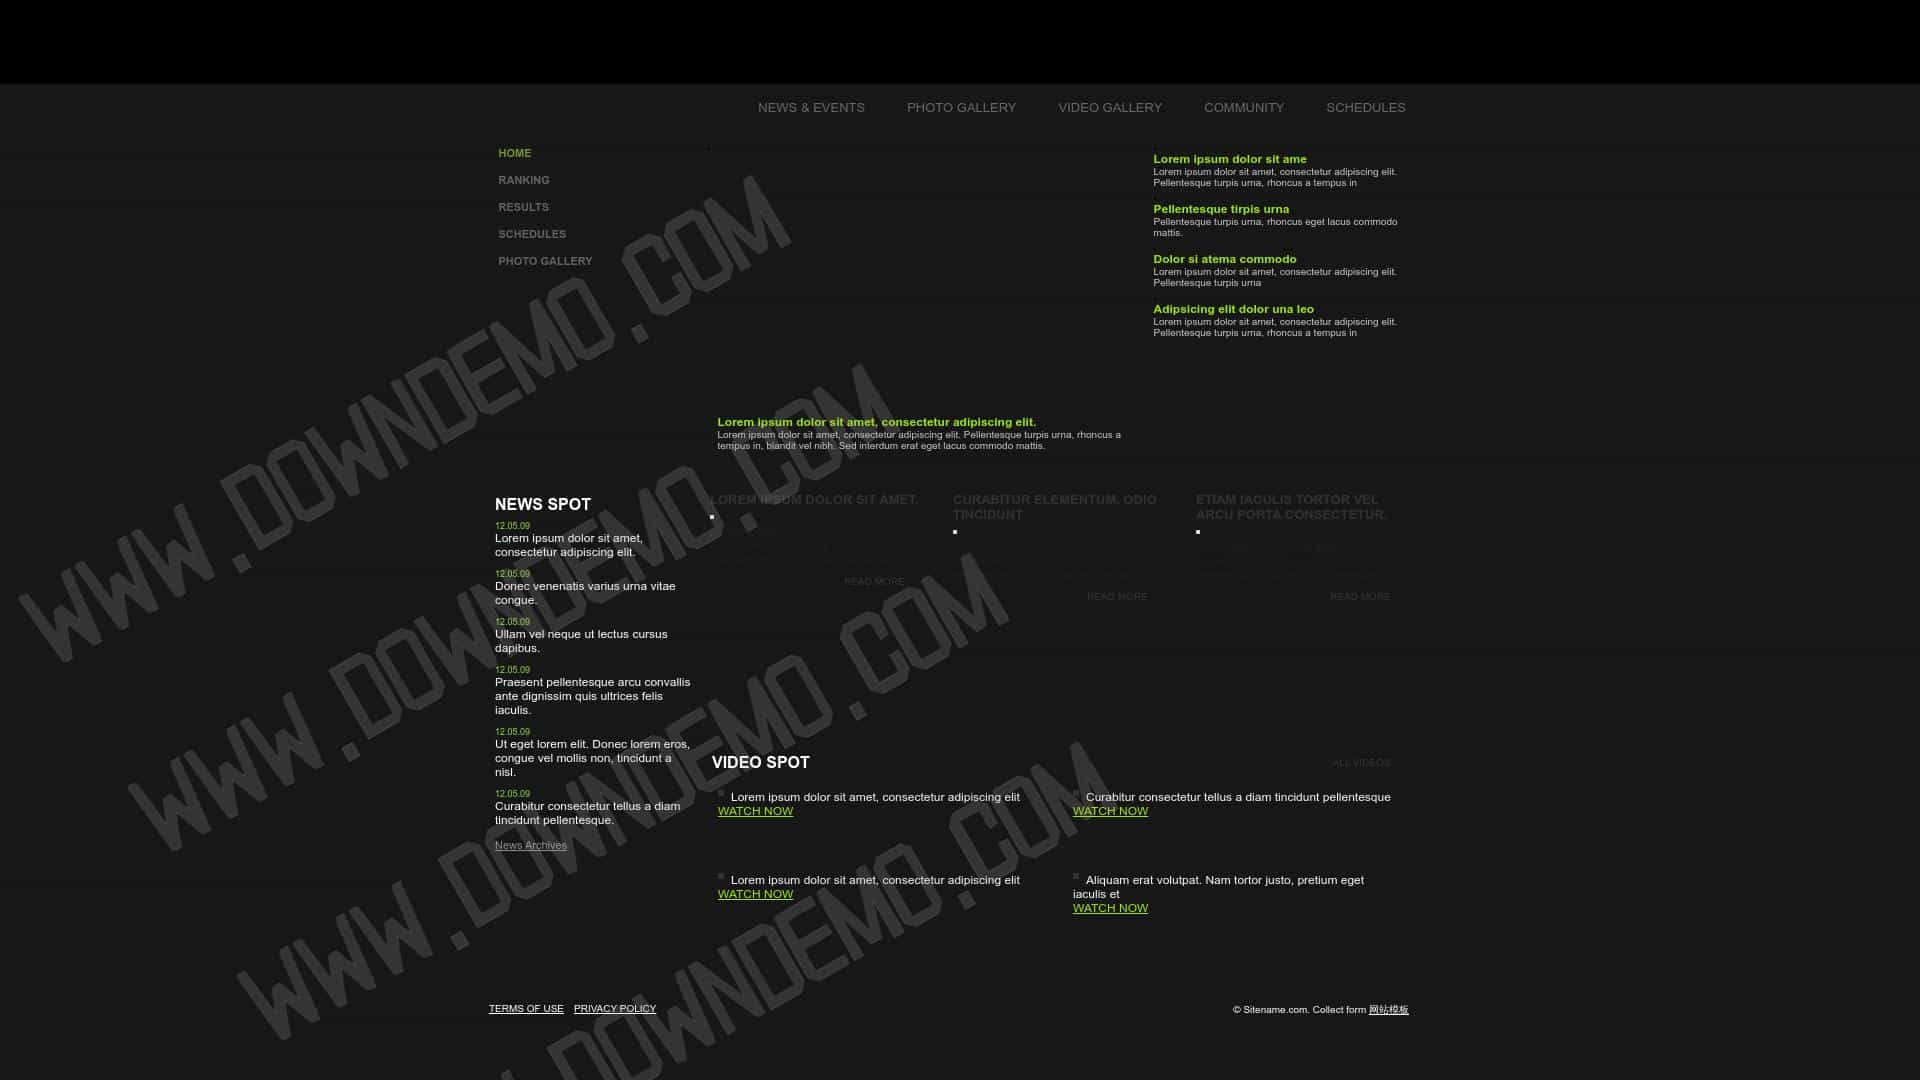 NEWS & EVENTS PHOTO GALLERY VIDEO GALLERY COMMUNITY SCHEDULES
HOME
RANKING
RESULTS
SCHEDULES
PHOTO GALLERY
Lorem ipsum dolor sit ame
Lorem ipsum dolor sit amet, consectetur adipiscing elit.
Pellentesque turpis urna, rhoncus a tempus in
Pellentesque tirpis urna
Pellentesque turpis urna, rhoncus eget lacus commodo
mattis.
Dolor si atema commodo
Lorem ipsum dolor sit amet, consectetur adipiscing elit.
Pellentesque turpis urna
Adipsicing elit dolor una leo
Lorem ipsum dolor sit amet, consectetur adipiscing elit.
Pellentesque turpis urna, rhoncus a tempus in
Lorem ipsum dolor sit amet, consectetur adipiscing elit.
Lorem ipsum dolor sit amet, consectetur adipiscing elit. Pellentesque turpis urna, rhoncus a
tempus in, blandit vel nibh. Sed interdum erat eget lacus commodo mattis.
NEWS SPOT
12.05.09
Lorem ipsum dolor sit amet,
consectetur adipiscing elit.
12.05.09
Donec venenatis varius urna vitae
congue.
12.05.09
Ullam vel neque ut lectus cursus
dapibus.
12.05.09
Praesent pellentesque arcu convallis
ante dignissim quis ultrices felis
iaculis.
12.05.09
Ut eget lorem elit. Donec lorem eros,
congue vel mollis non, tincidunt a
nisl.
12.05.09
Curabitur consectetur tellus a diam
tincidunt pellentesque.
News Archives
LOREM IPSUM DOLOR SIT AMET.
READ MORE
CURABITUR ELEMENTUM. ODIO
TINCIDUNT
READ MORE
ETIAM IACULIS TORTOR VEL
ARCU PORTA CONSECTETUR.
READ MORE
VIDEO SPOT
ALL VIDEOS
Lorem ipsum dolor sit amet, consectetur adipiscing elit
WATCH NOW
Curabitur consectetur tellus a diam tincidunt pellentesque
WATCH NOW
Lorem ipsum dolor sit amet, consectetur adipiscing elit
WATCH NOW
Aliquam erat volutpat. Nam tortor justo, pretium eget
iaculis et
WATCH NOW
TERMS OF USE PRIVACY POLICY
© Sitename.com. Collect form 网站模板
WWW.DOWNDEMO.COM
WWW.DOWNDEMO.COM
WWW.DOWNDEMO.COM
.DOWNDEMO.COM